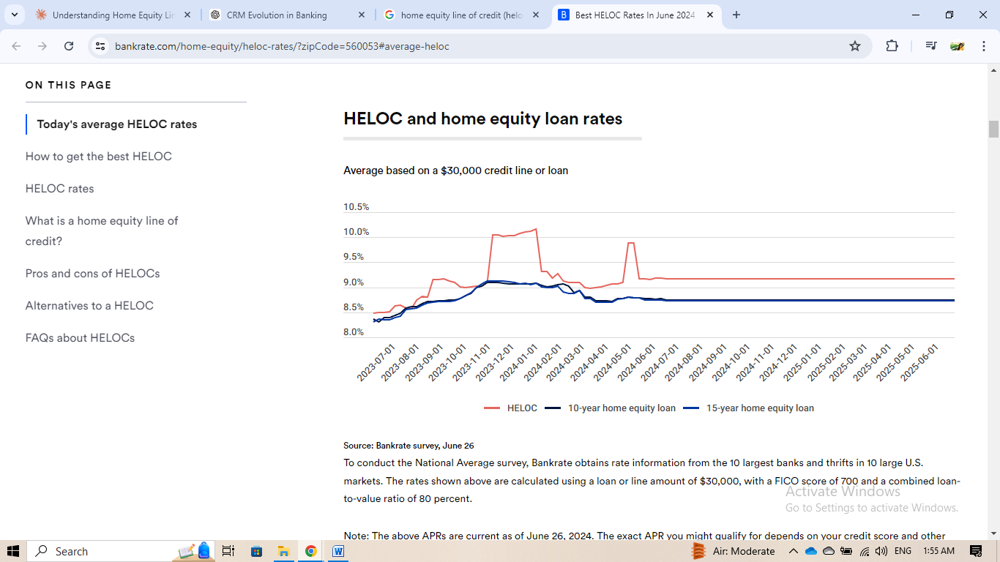 Understanding Home Equity Lin
CRM Evolution in Banking
home equity line of credit (helo
B Best HELOC Rates In June 2024
bankrate.com/home-equity/heloc-rates/?zipCode=560053#average-heloc
ON THIS PAGE
Today's average HELOC rates
How to get the best HELOC
HELOC rates
What is a home equity line of
credit?
Pros and cons of HELOCs
Alternatives to a HELOC
FAQs about HELOCs
HELOC and home equity loan rates
Average based on a $30,000 credit line or loan
10.5%
10.0%
9.5%
9.0%
8.5%
8.0%
2023-07-01
2023-08-01
2023-09-01
2023-10-01
2023-11-01
2023-12-01
2024-01-01
2024-02-01
2024-03-01
2024-04-01
2024-05-01
2024-06-01
2024-07-01
2024-08-01
2024-09-01
2024-10-01
2024-11-01
2024-12-01
2025-01-01
2025-02-01
2025-03-01
2025-04-01
2025-05-01
2025-06-01
HELOC 10-year home equity loan 15-year home equity loan
Source: Bankrate survey, June 26
To conduct the National Average survey, Bankrate obtains rate information from the 10 largest banks and thrifts in 10 large U.S.
markets. The rates shown above are calculated using a loan or line amount of $30,000, with a FICO score of 700 and a combined loan-
to-value ratio of 80 percent.
Activate Windows
Go to Settings to activate Windows.
Note: The above APRs are current as of June 26, 2024. The exact APR you might qualify for depends on your credit score and other
Search
W
Air: Moderate
ENG
1:55 AM